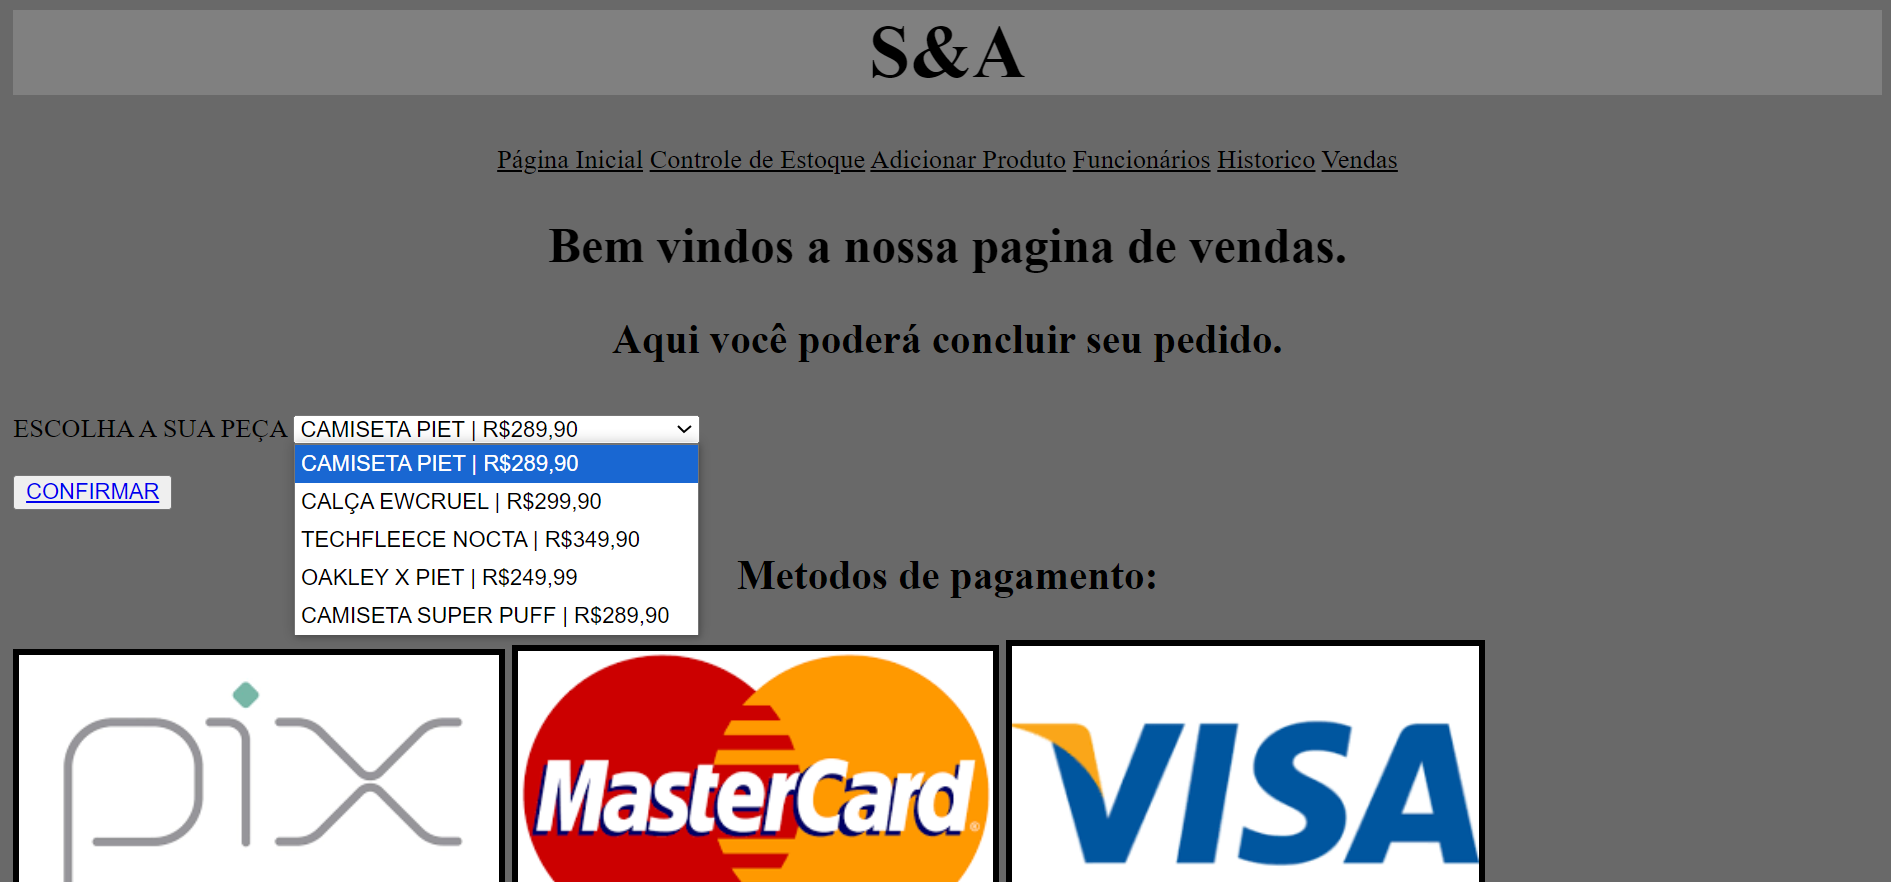 S&A
Página Inicial Controle de Estoque Adicionar Produto Funcionários Historico Vendas
Bem vindos a nossa pagina de vendas.
Aqui você poderá concluir seu pedido.
ESCOLHA A SUA PEÇA CAMISETA PIET | R$289,90
CAMISETA PIET | R$289,90
CALÇA EWCRUEL | R$299,90
TECHFLEECE NOCTA | R$349,90
OAKLEY X PIET | R$249,99
CAMISETA SUPER PUFF | R$289,90
CONFIRMAR
Metodos de pagamento:
pix
MasterCard®
VISA